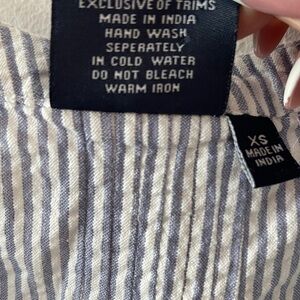 EXCLUSIVE OF TRIMS
MADE IN INDIA
HAND WASH
SEPERATELY
IN COLD WATER
DO NOT BLEACH
WARM IRON
XS
MADE IN
INDIA